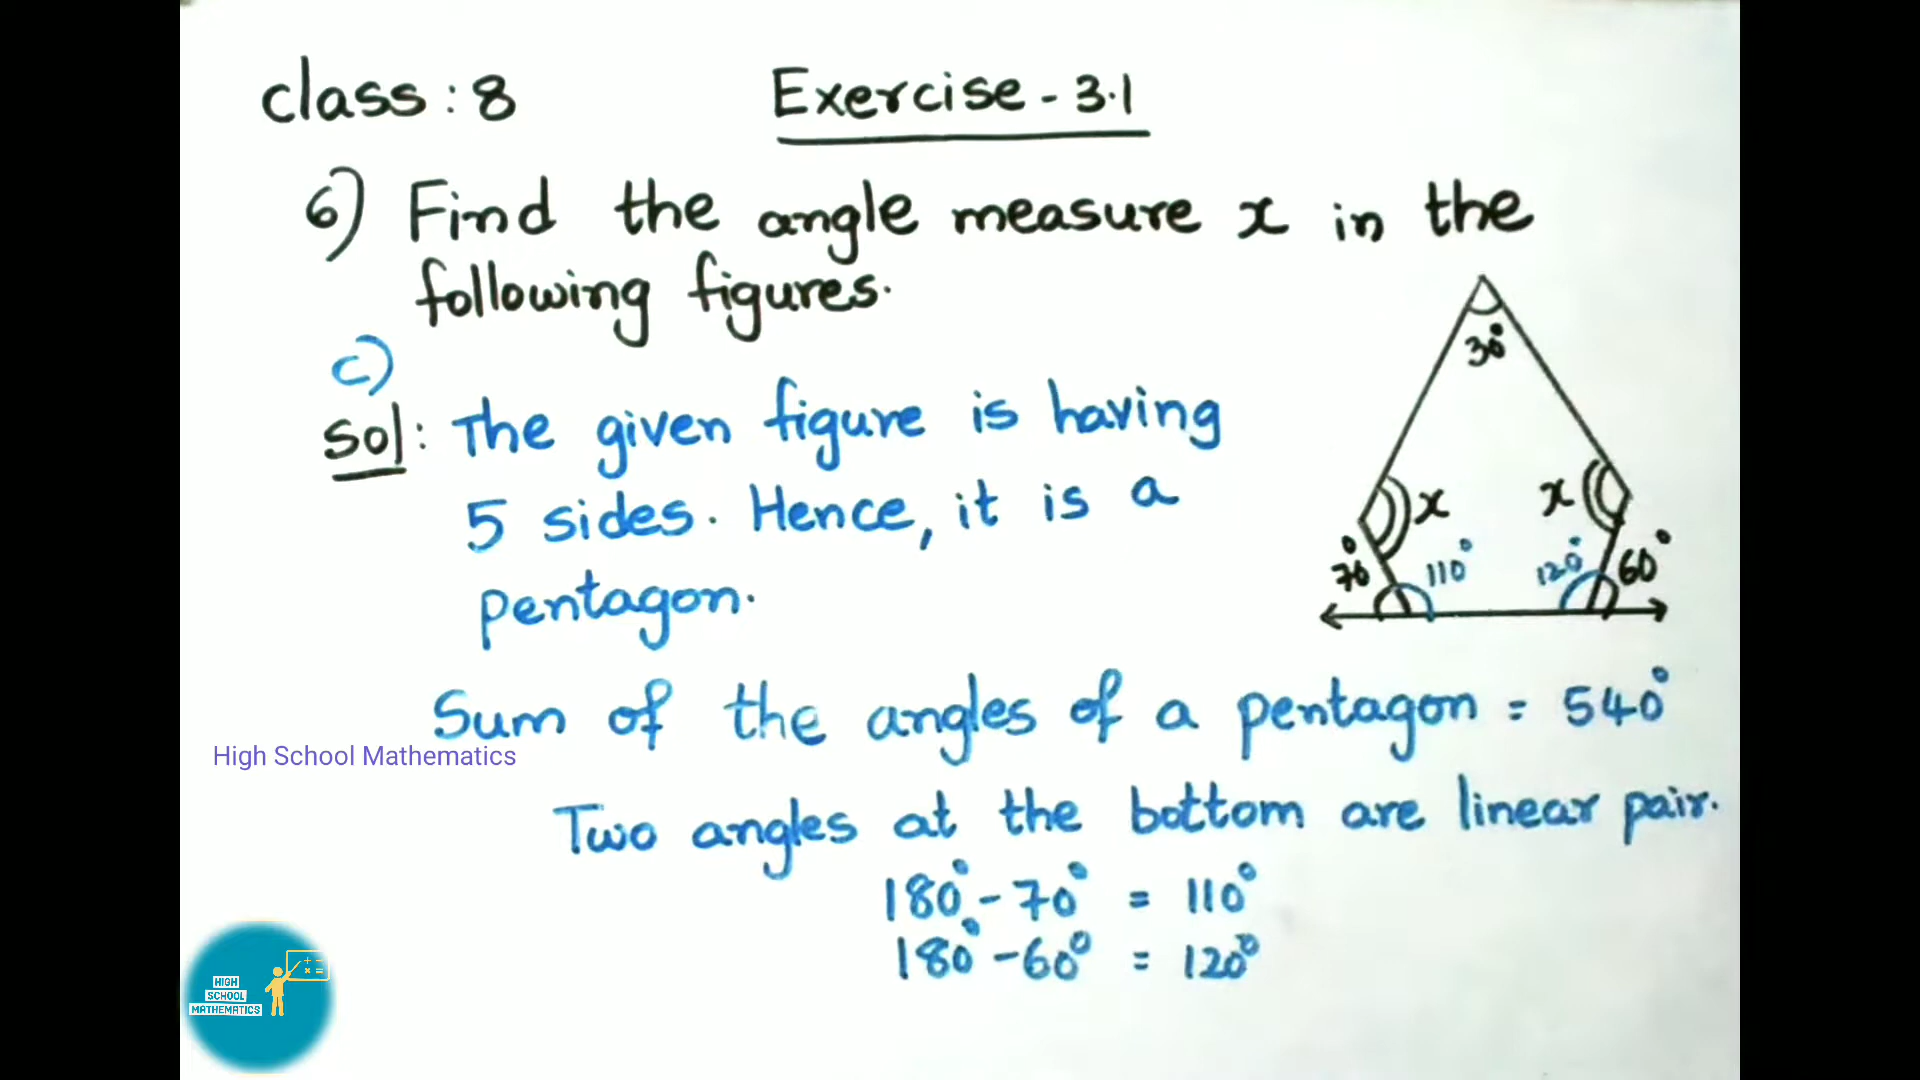 class : 8
Exercise - 3.1
6) Find the angle measure x in the
following figures.
c)
Sol: The given figure is having
5 sides. Hence, it is a
pentagon.
30°
x
x
70°
110°
120°
60°
Sum of the angles of a pentagon = 540°
High School Mathematics
Two angles at the bottom are linear pair.
180° - 70° = 110°
180° - 60° = 120°
HIGH
SCHOOL
MATHEMATICS
+ -
× =